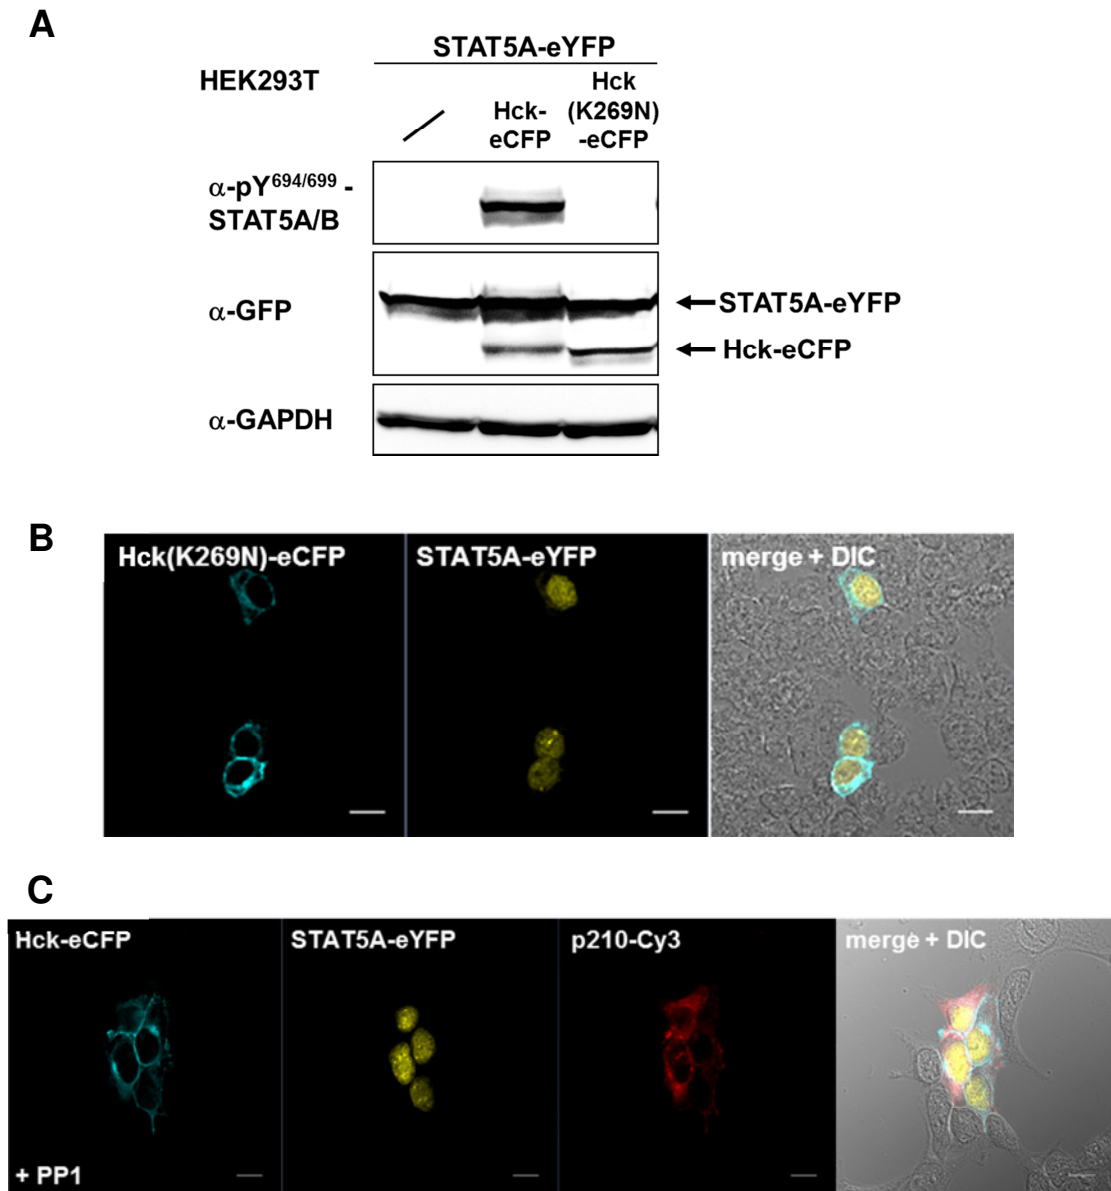 A
STAT5A-eYFP
HEK293T
Hck-
eCFP
Hck
(K269N)
-eCFP
α-pY694/699 -
STAT5A/B
α-GFP
STAT5A-eYFP
Hck-eCFP
α-GAPDH
B
Hck(K269N)-eCFP
STAT5A-eYFP
merge + DIC
C
Hck-eCFP
STAT5A-eYFP
p210-Cy3
merge + DIC
+ PP1